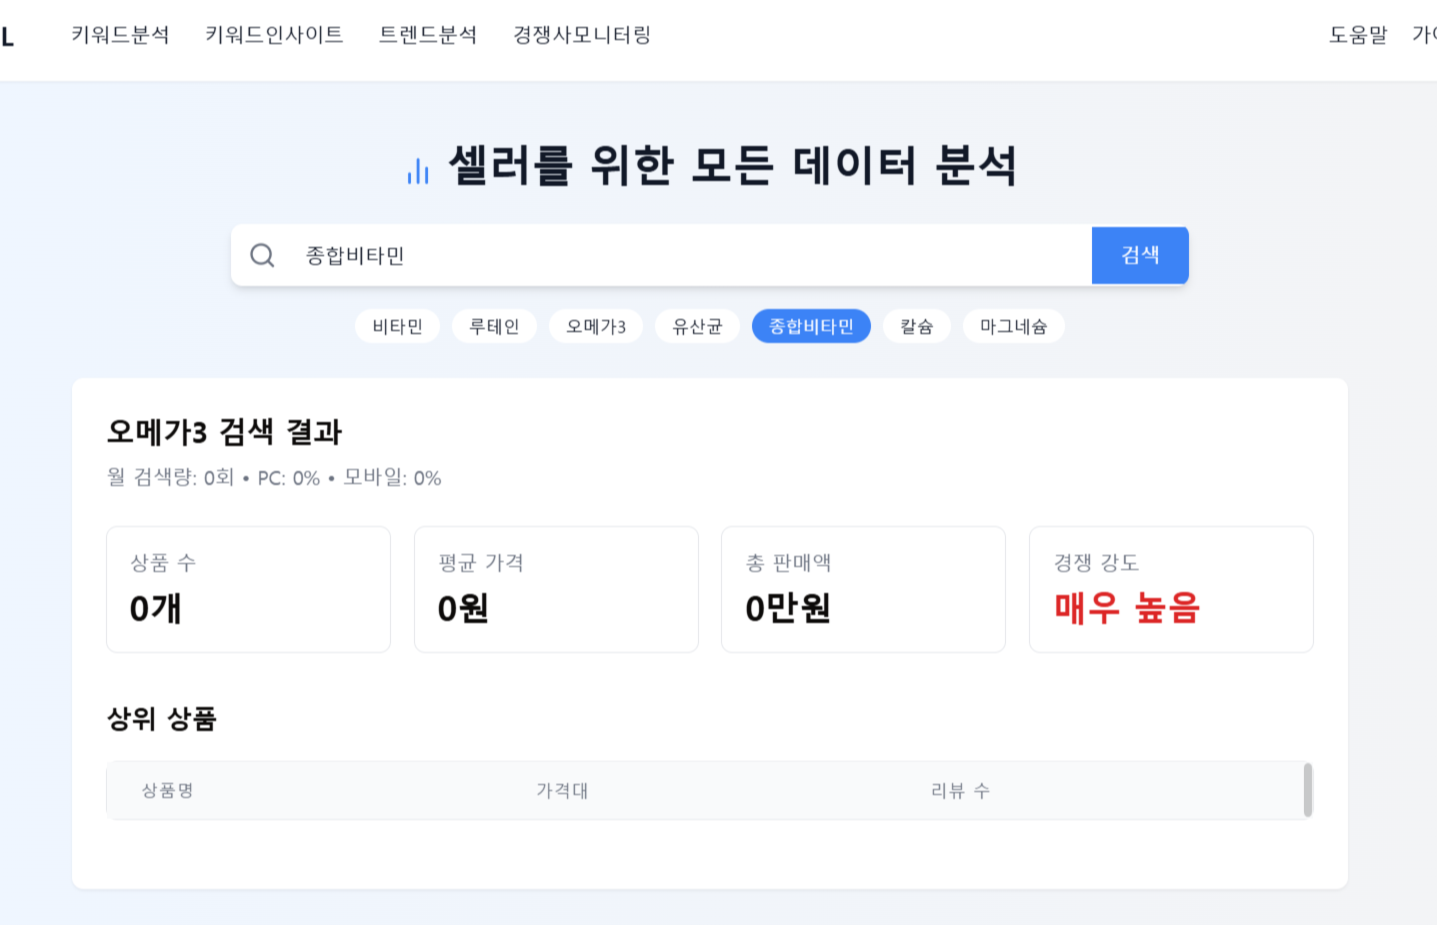 L 키워드분석 키워드인사이트 트렌드분석 경쟁사모니터링 도움말
셀러를 위한 모든 데이터 분석
종합비타민 검색
비타민 루테인 오메가3 유산균 종합비타민 칼슘 마그네슘
오메가3 검색 결과
월 검색량: 0회 • PC: 0% • 모바일: 0%
상품 수 평균 가격 총 판매액 경쟁 강도
0개 0원 0만원 매우 높음
상위 상품
상품명 가격대 리뷰 수